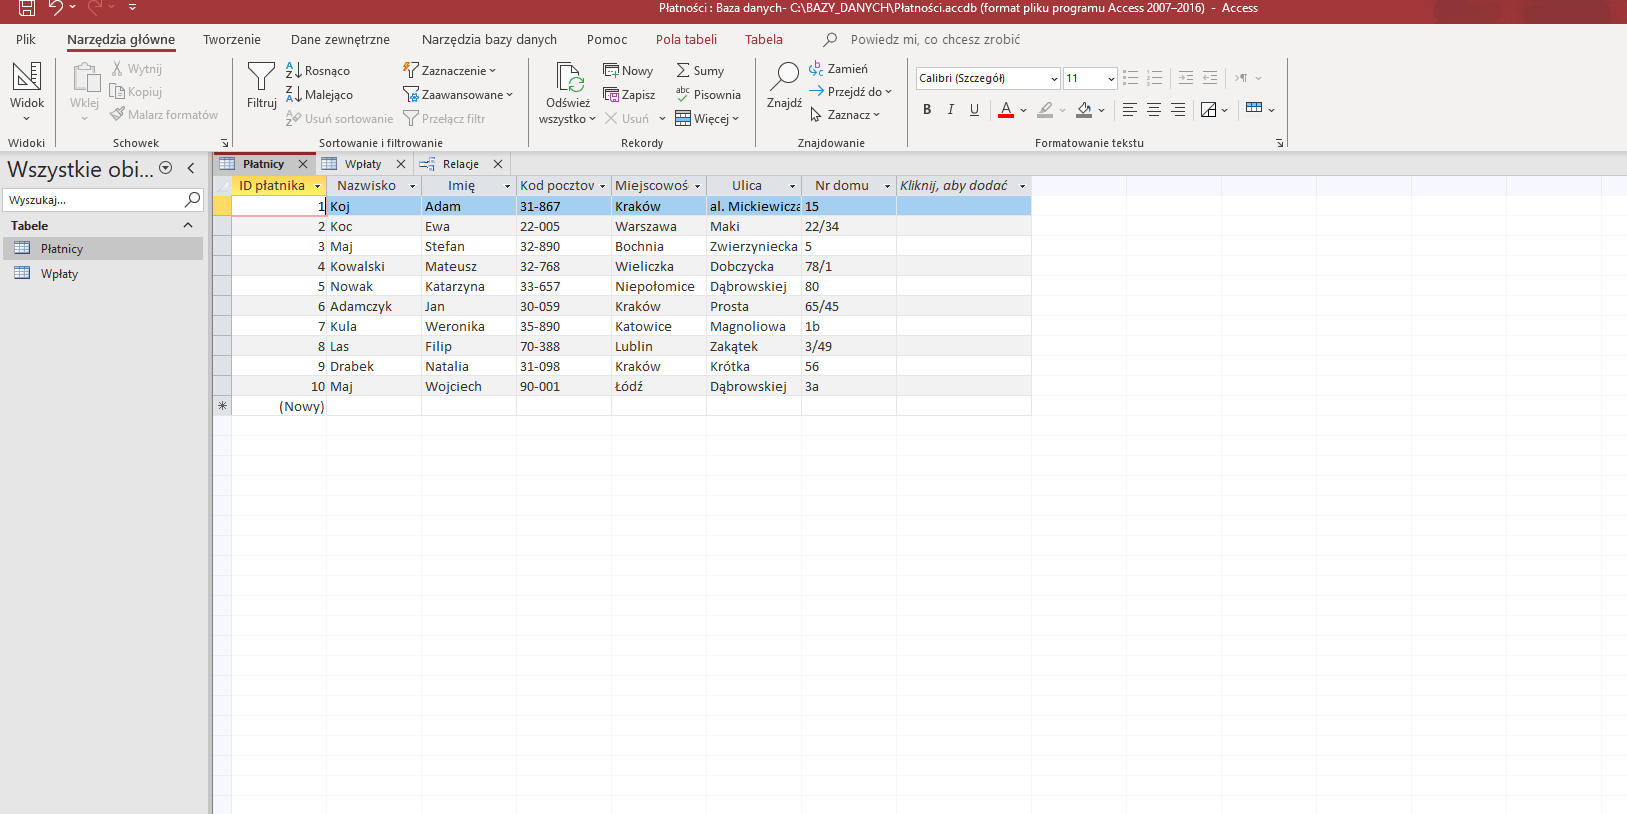 Płatności : Baza danych- C:\BAZY_DANYCH\Płatności.accdb (format pliku programu Access 2007–2016) - Access
Plik Narzędzia główne Tworzenie Dane zewnętrzne Narzędzia bazy danych Pomoc Pola tabeli Tabela Powiedz mi, co chcesz zrobić
Widok
Widoki
Wklej
Wytnij
Kopiuj
Malarz formatów
Schowek
Filtruj
Rosnąco
Malejąco
Usuń sortowanie
Zaznaczenie
Zaawansowane
Przełącz filtr
Sortowanie i filtrowanie
Odśwież
wszystko
Nowy
Zapisz
Usuń
Sumy
Pisownia
Więcej
Rekordy
Znajdź
Zamień
Przejdź do
Zaznacz
Znajdowanie
Calibri (Szczegół) 11
B I U A
Formatowanie tekstu
Wszystkie obi...
Wyszukaj...
Tabele
Płatnicy
Wpłaty
Płatnicy Wpłaty Relacje
ID płatnika Nazwisko Imię Kod pocztow Miejscowoś Ulica Nr domu Kliknij, aby dodać
1 Koj Adam 31-867 Kraków al. Mickiewicza 15
2 Koc Ewa 22-005 Warszawa Maki 22/34
3 Maj Stefan 32-890 Bochnia Zwierzyniecka 5
4 Kowalski Mateusz 32-768 Wieliczka Dobczycka 78/1
5 Nowak Katarzyna 33-657 Niepołomice Dąbrowskiej 80
6 Adamczyk Jan 30-059 Kraków Prosta 65/45
7 Kula Weronika 35-890 Katowice Magnoliowa 1b
8 Las Filip 70-388 Lublin Zakątek 3/49
9 Drabek Natalia 31-098 Kraków Krótka 56
10 Maj Wojciech 90-001 Łódź Dąbrowskiej 3a
(Nowy)